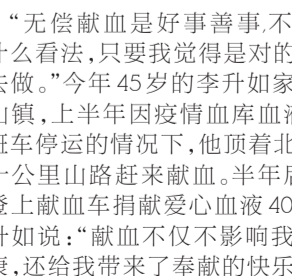 “无偿献血是好事善事,不
什么看法,只要我觉得是对的
去做。”今年45岁的李升如家
山镇,上半年因疫情血库血液
班车停运的情况下,他顶着北
十公里山路赶来献血。半年后
登上献血车捐献爱心血液40
升如说:“献血不仅不影响我
康,还给我带来了奉献的快乐